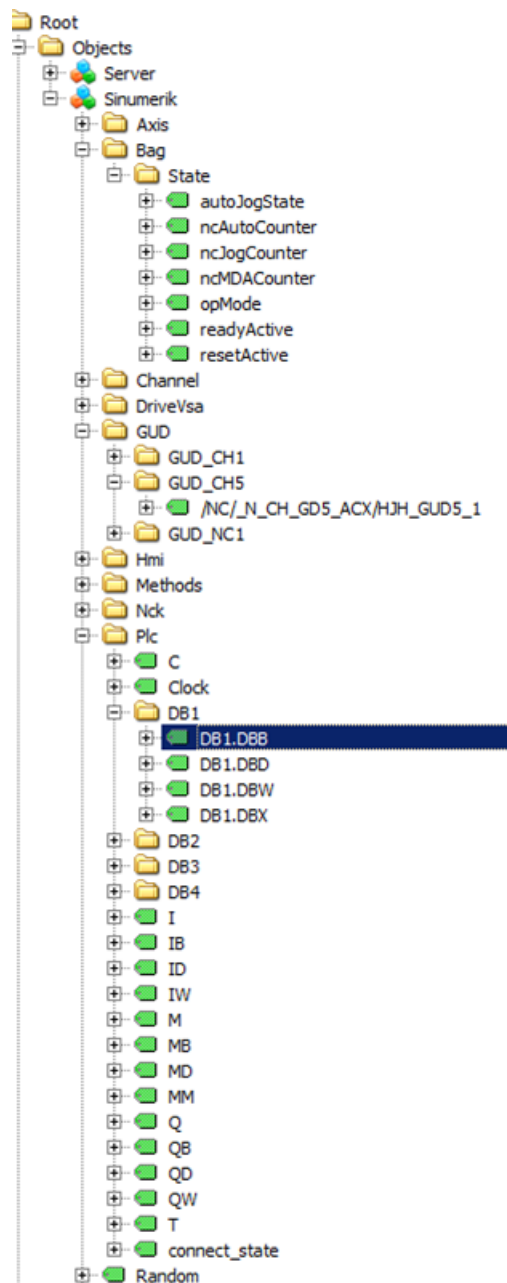 Root
Objects
Server
Sinumerik
Axis
Bag
State
autoJogState
ncAutoCounter
ncJogCounter
ncMDACounter
opMode
readyActive
resetActive
Channel
DriveVsa
GUD
GUD_CH1
GUD_CH5
/NC/_N_CH_GD5_ACX/HJH_GUD5_1
GUD_NC1
Hmi
Methods
Nck
Plc
C
Clock
DB1
DB1.DBB
DB1.DBD
DB1.DBW
DB1.DBX
DB2
DB3
DB4
I
IB
ID
IW
M
MB
MD
MM
Q
QB
QD
QW
T
connect_state
Random